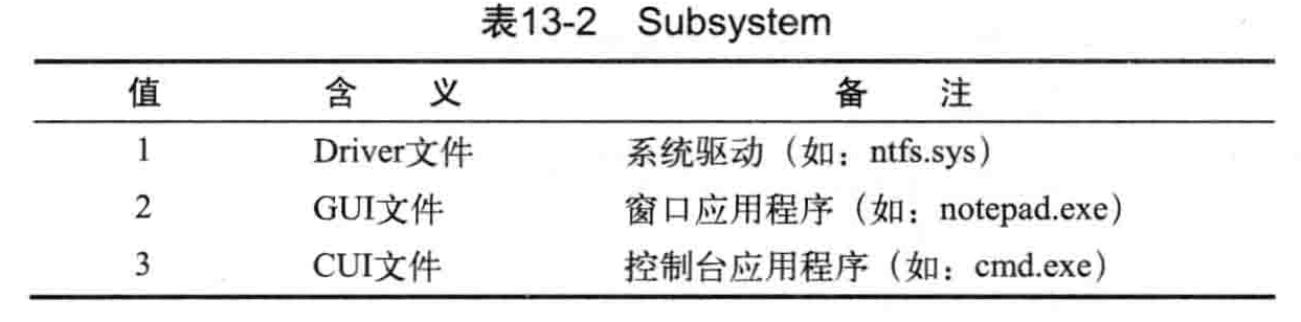 表13-2 Subsystem
值 含 义 备 注
1 Driver文件 系统驱动（如：ntfs.sys）
2 GUI文件 窗口应用程序（如：notepad.exe）
3 CUI文件 控制台应用程序（如：cmd.exe）